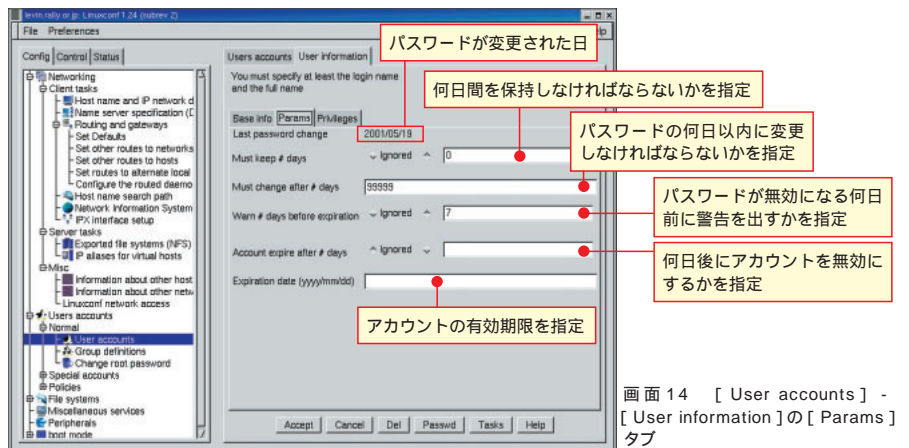 levin.rally.or.jp: Linuxconf 1.24 (subrev 2)
File Preferences
Config Control Status
Networking
Client tasks
Host name and IP network d
Name server specification (D
Routing and gateways
Set Defaults
Set other routes to networks
Set other routes to hosts
Set routes to alternate local
Configure the routed daemo
Host name search path
Network Information System
IPX interface setup
Server tasks
Exported file systems (NFS)
IP aliases for virtual hosts
Misc
Information about other host
Information about other netw
Linuxconf network access
Users accounts
Normal
User accounts
Group definitions
Change root password
Special accounts
Policies
File systems
Miscellaneous services
Peripherals
boot mode
Users accounts User information
You must specify at least the login name
and the full name
Base info Params Privileges
Last password change 2001/05/19
Must keep # days Ignored 0
Must change after # days 99999
Warn # days before expiration Ignored 7
Account expire after # days Ignored
Expiration date (yyyy/mm/dd)
Accept Cancel Del Passwd Tasks Help
パスワードが変更された日
何日間を保持しなければならないかを指定
パスワードの何日以内に変更
しなければならないかを指定
パスワードが無効になる何日
前に警告を出すかを指定
何日後にアカウントを無効に
するかを指定
アカウントの有効期限を指定
画面14 [User accounts] -
[User information]の[Params]
タブ